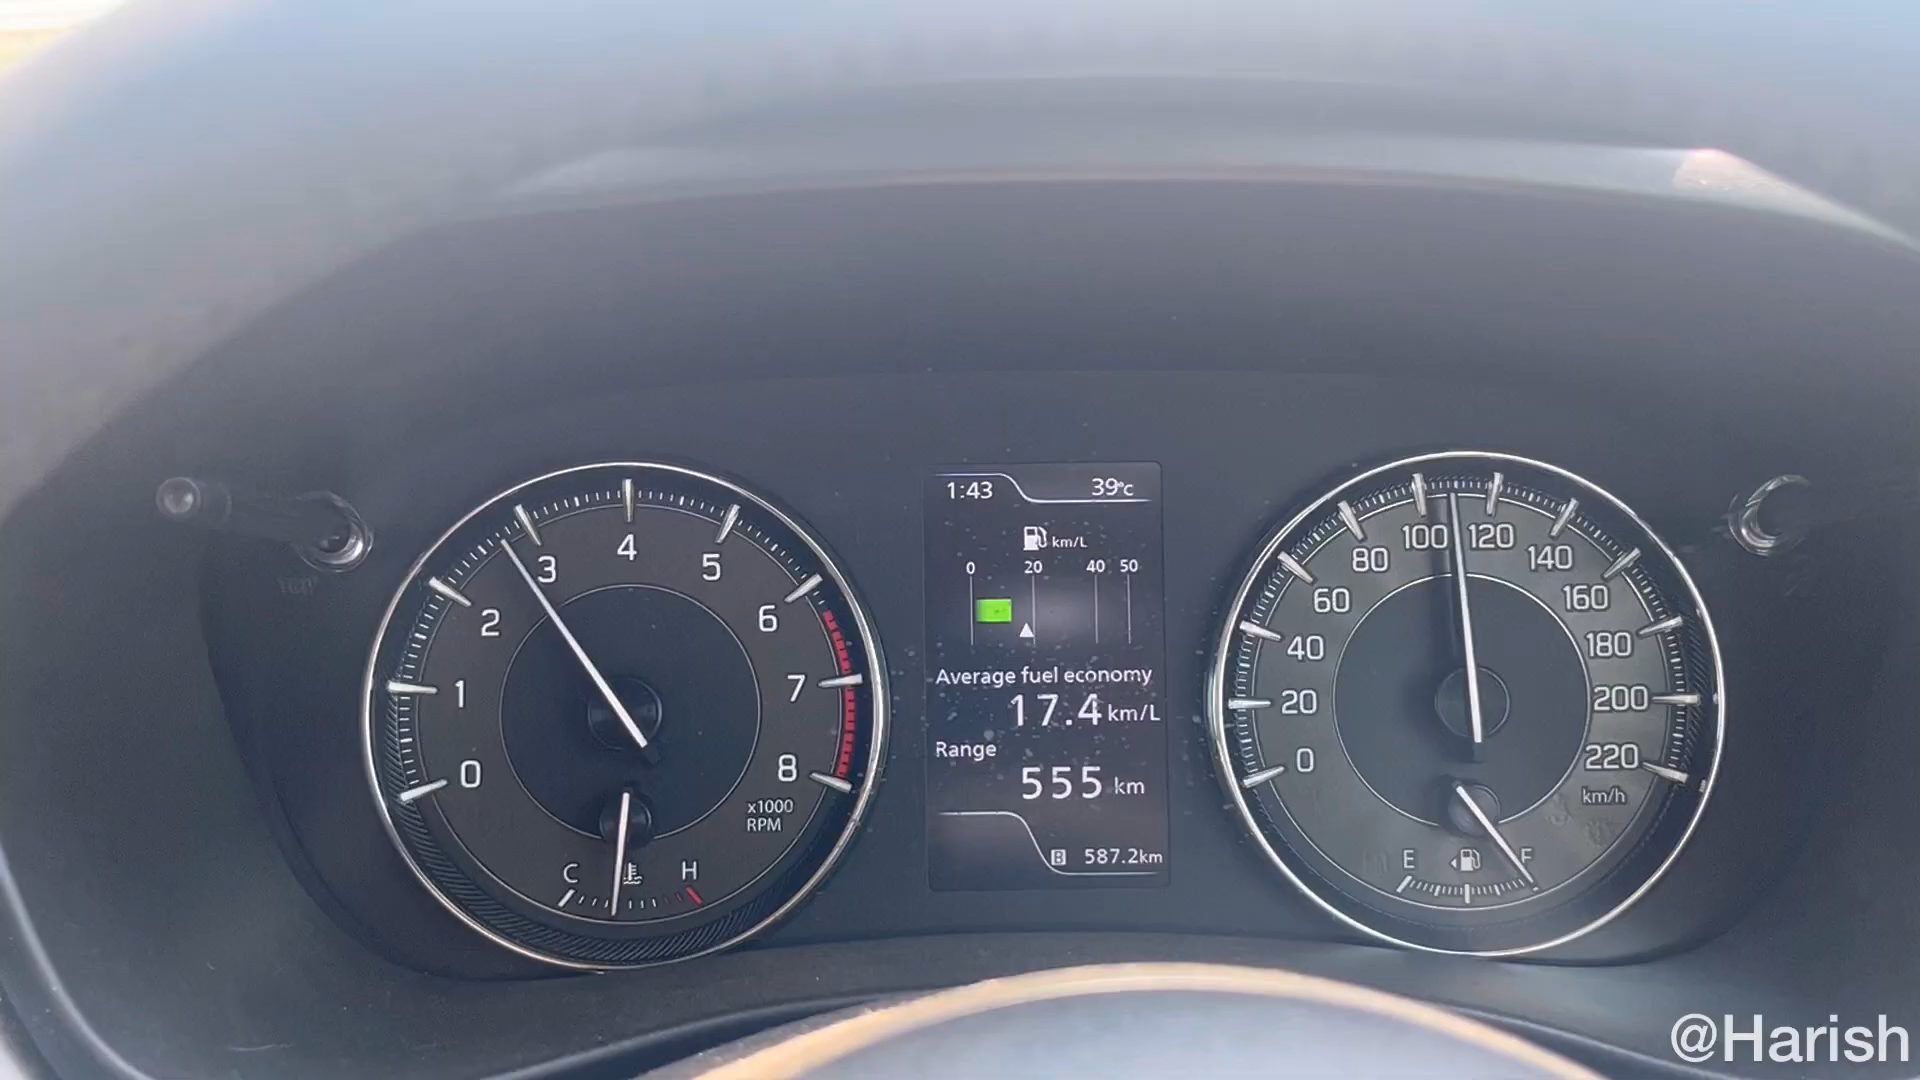 0
1
2
3
4
5
6
7
8
x1000
RPM
C
H
1:43
39°C
km/L
0 20 40 50
Average fuel economy
17.4 km/L
Range
555 km
B 587.2km
0
20
40
60
80
100
120
140
160
180
200
220
km/h
E
F
@Harish